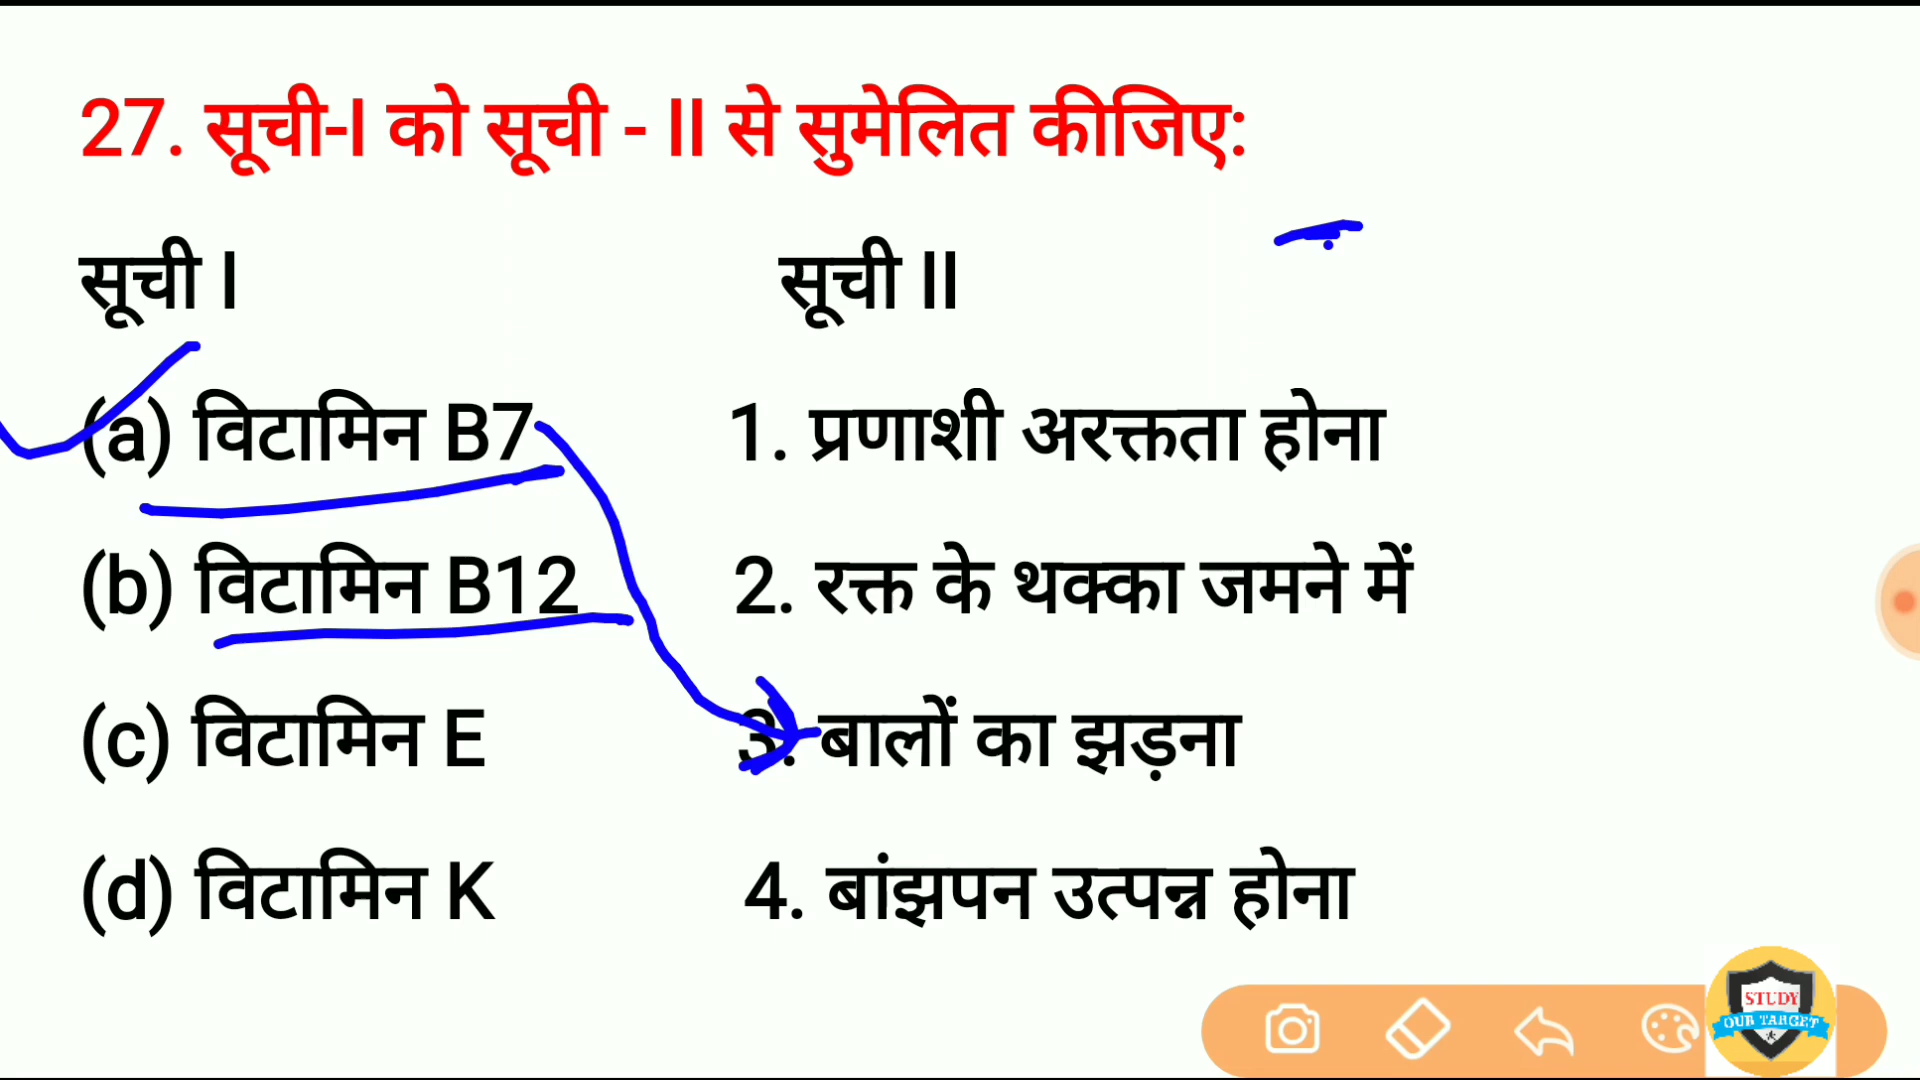 27. सूची-I को सूची - II से सुमेलित कीजिए:
सूची I सूची II
(a) विटामिन B7 1. प्रणाशी अरक्तता होना
(b) विटामिन B12 2. रक्त के थक्का जमने में
(c) विटामिन E 3. बालों का झड़ना
(d) विटामिन K 4. बांझपन उत्पन्न होना
STUDY
OUR TARGET